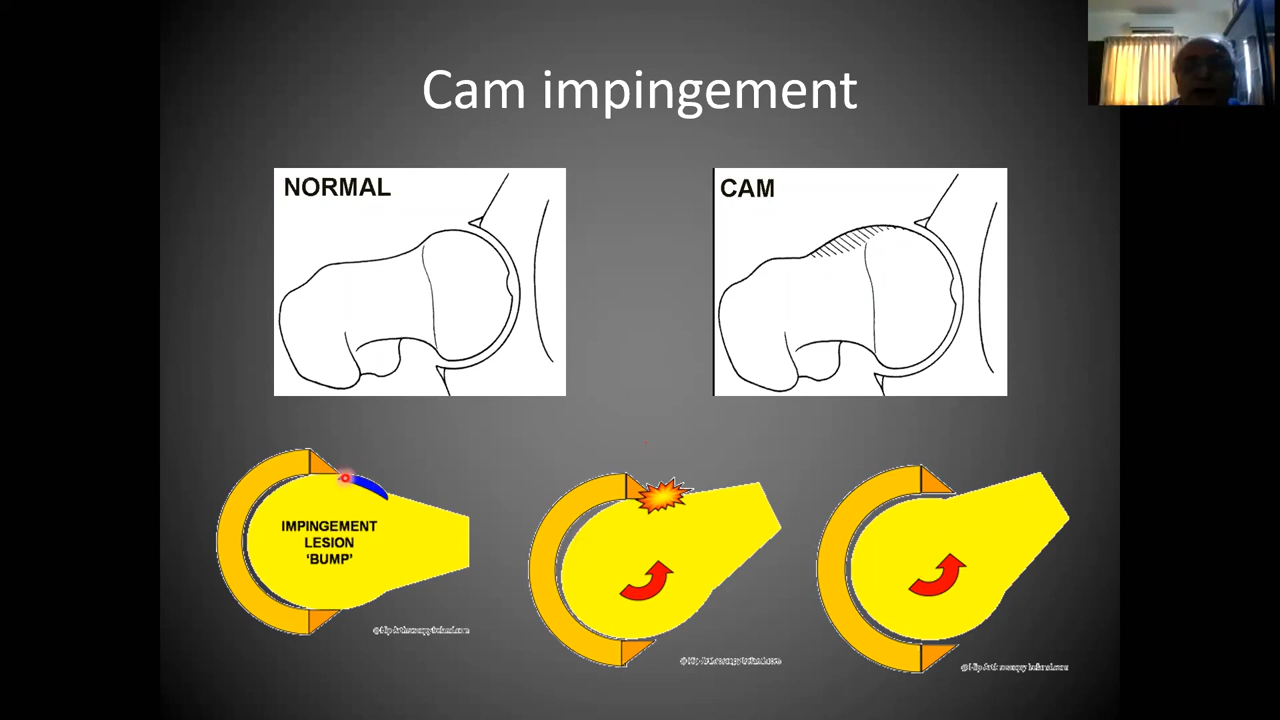 Cam impingement
NORMAL
CAM
IMPINGEMENT
LESION
'BUMP'